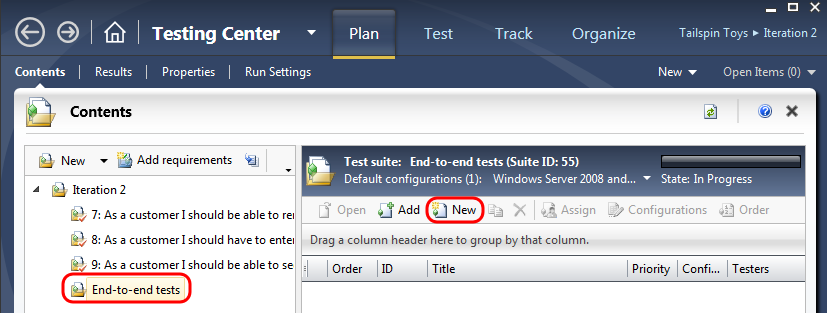 Testing Center Plan Test Track Organize Tailspin Toys Iteration 2
Contents Results Properties Run Settings New Open Items (0)
Contents
New Add requirements
Iteration 2
7: As a customer I should be able to rer
8: As a customer I should have to enter
9: As a customer I should be able to se
End-to-end tests
Test suite: End-to-end tests (Suite ID: 55)
Default configurations (1): Windows Server 2008 and... State: In Progress
Open Add New Assign Configurations Order
Drag a column header here to group by that column.
Order ID Title Priority Confi... Testers